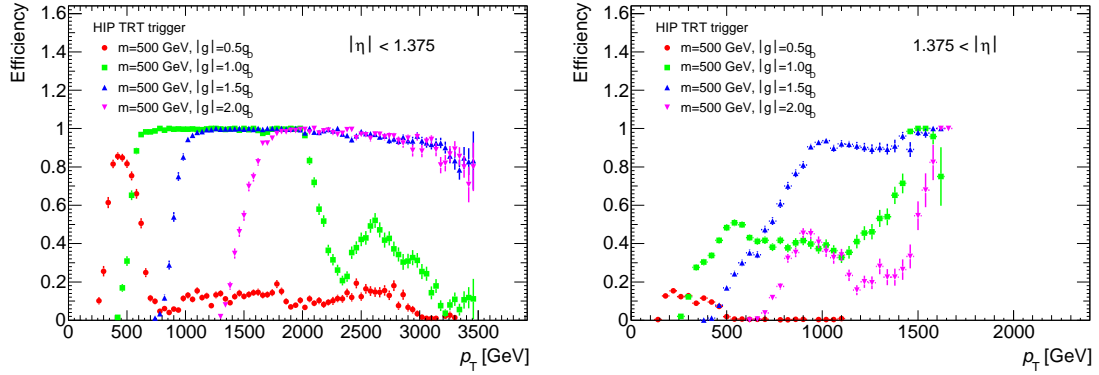 Efficiency
HIP TRT trigger
m=500 GeV, |g|=0.5g_D
m=500 GeV, |g|=1.0g_D
m=500 GeV, |g|=1.5g_D
m=500 GeV, |g|=2.0g_D
|η| < 1.375
1.6
1.4
1.2
1
0.8
0.6
0.4
0.2
0
0 500 1000 1500 2000 2500 3000 3500
p_T [GeV]
Efficiency
HIP TRT trigger
m=500 GeV, |g|=0.5g_D
m=500 GeV, |g|=1.0g_D
m=500 GeV, |g|=1.5g_D
m=500 GeV, |g|=2.0g_D
1.375 < |η|
1.6
1.4
1.2
1
0.8
0.6
0.4
0.2
0
0 500 1000 1500 2000
p_T [GeV]